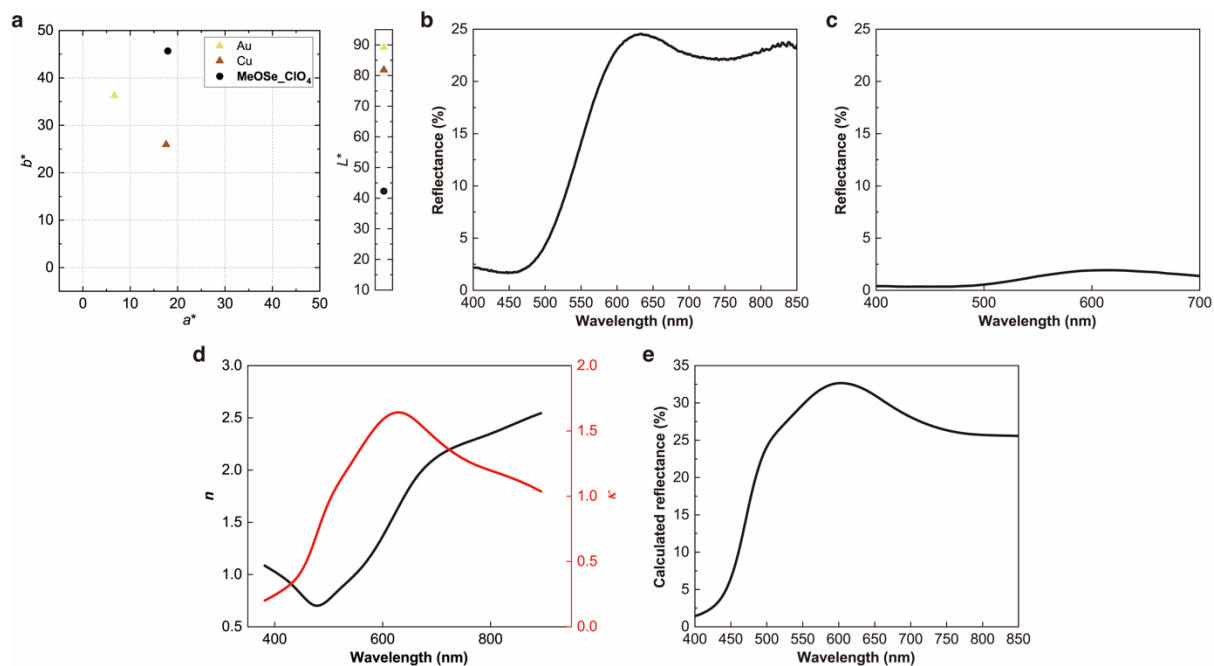 a
50
40
30
20
10
0
b*
0
10
20
30
40
50
a*
Au
Cu
MeOSe_ClO₄
90
80
70
60
50
40
30
20
10
L*
b
25
20
15
10
5
0
Reflectance (%)
400 450 500 550 600 650 700 750 800 850
Wavelength (nm)
c
25
20
15
10
5
0
Reflectance (%)
400 500 600 700
Wavelength (nm)
d
3.0
2.5
2.0
1.5
1.0
0.5
n
400 600 800
Wavelength (nm)
2.0
1.5
1.0
0.5
0.0
κ
e
35
30
25
20
15
10
5
0
Calculated reflectance (%)
400 450 500 550 600 650 700 750 800 850
Wavelength (nm)